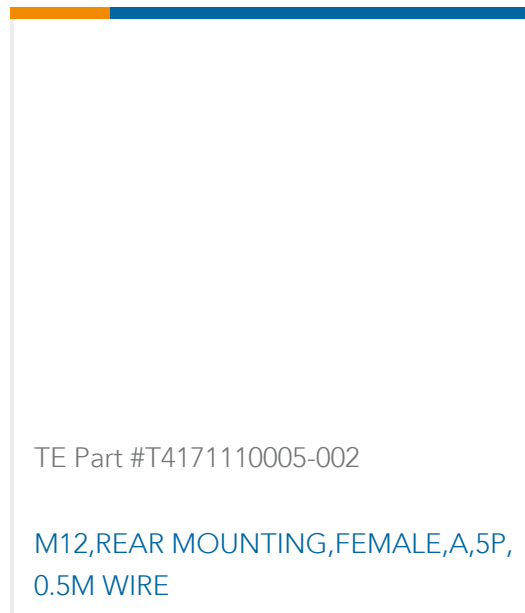 TE Part #T4171110005-002
M12,REAR MOUNTING,FEMALE,A,5P,
0.5M WIRE